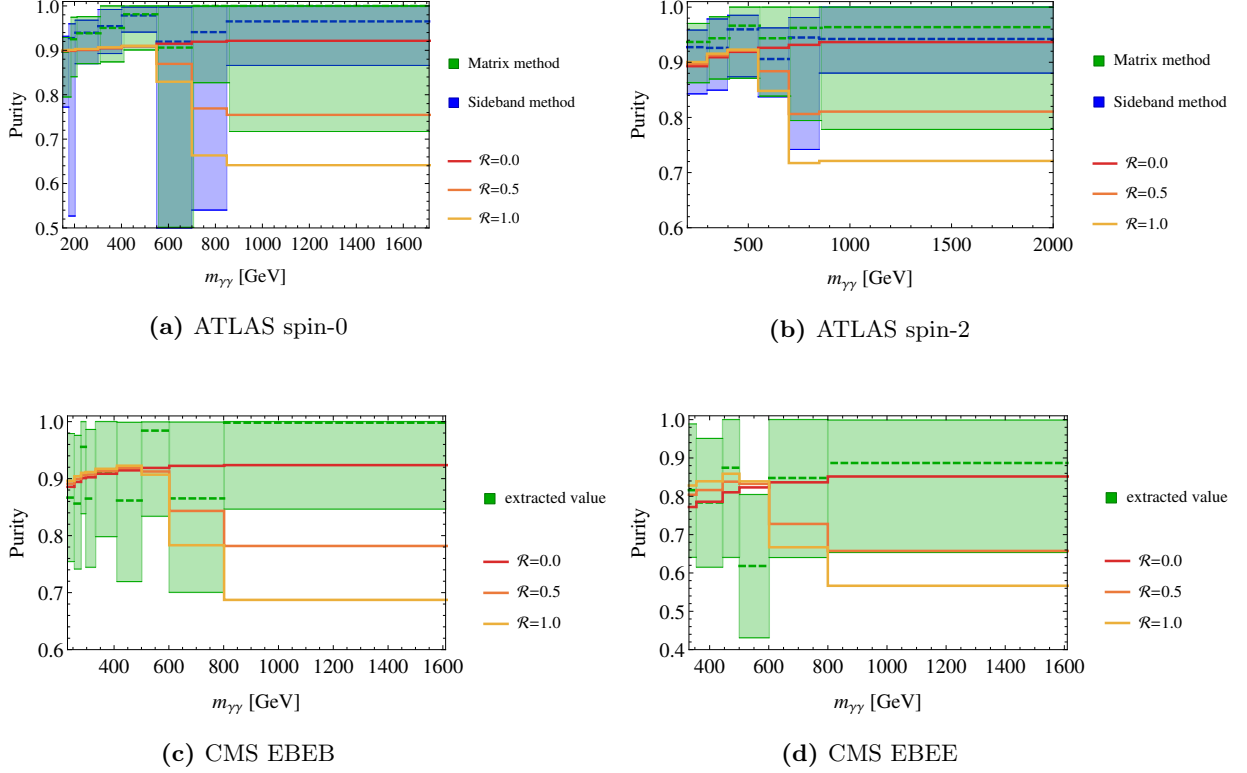 1.0
0.9
0.8
0.7
0.6
0.5
Purity
200 400 600 800 1000 1200 1400 1600
mγγ [GeV]
Matrix method
Sideband method
ℛ=0.0
ℛ=0.5
ℛ=1.0
(a) ATLAS spin-0
1.0
0.9
0.8
0.7
0.6
Purity
500 1000 1500 2000
mγγ [GeV]
Matrix method
Sideband method
ℛ=0.0
ℛ=0.5
ℛ=1.0
(b) ATLAS spin-2
1.0
0.9
0.8
0.7
0.6
Purity
400 600 800 1000 1200 1400 1600
mγγ [GeV]
extracted value
ℛ=0.0
ℛ=0.5
ℛ=1.0
(c) CMS EBEB
1.0
0.9
0.8
0.7
0.6
0.5
0.4
Purity
400 600 800 1000 1200 1400 1600
mγγ [GeV]
extracted value
ℛ=0.0
ℛ=0.5
ℛ=1.0
(d) CMS EBEE